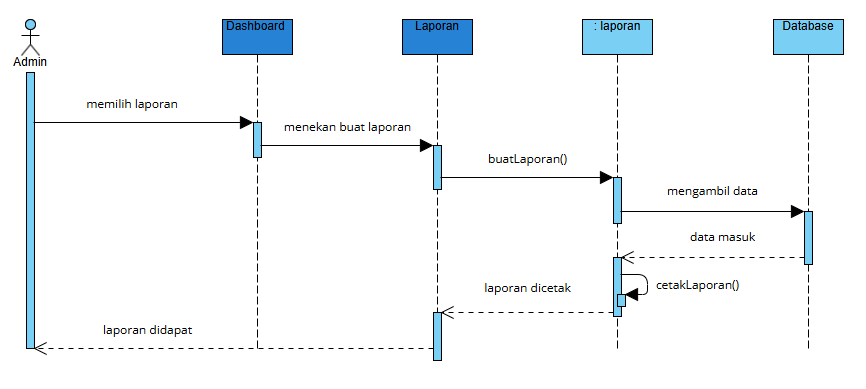 Dashboard
Laporan
: laporan
Database
Admin
memilih laporan
menekan buat laporan
buatLaporan()
mengambil data
data masuk
cetakLaporan()
laporan dicetak
laporan didapat